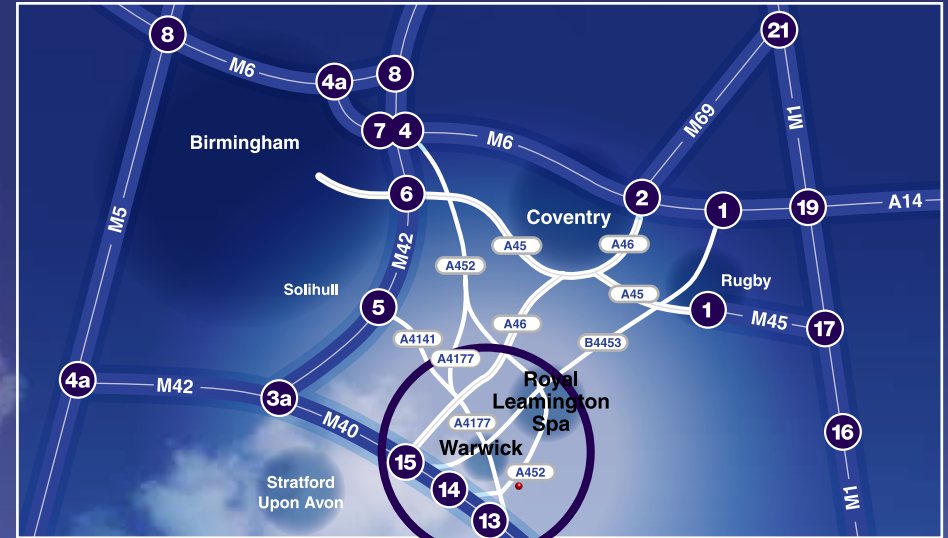 21
8
M6
4a
8
M1
M69
7
4
M6
Birmingham
6
2
1
19
A14
M5
Coventry
A45
A46
M42
A452
Rugby
Solihull
A45
5
1
M45
17
A46
A4141
B4453
A4177
4a
M42
3a
Royal
Leamington
Spa
M40
A4177
16
Warwick
15
A452
Stratford
Upon Avon
14
M1
13